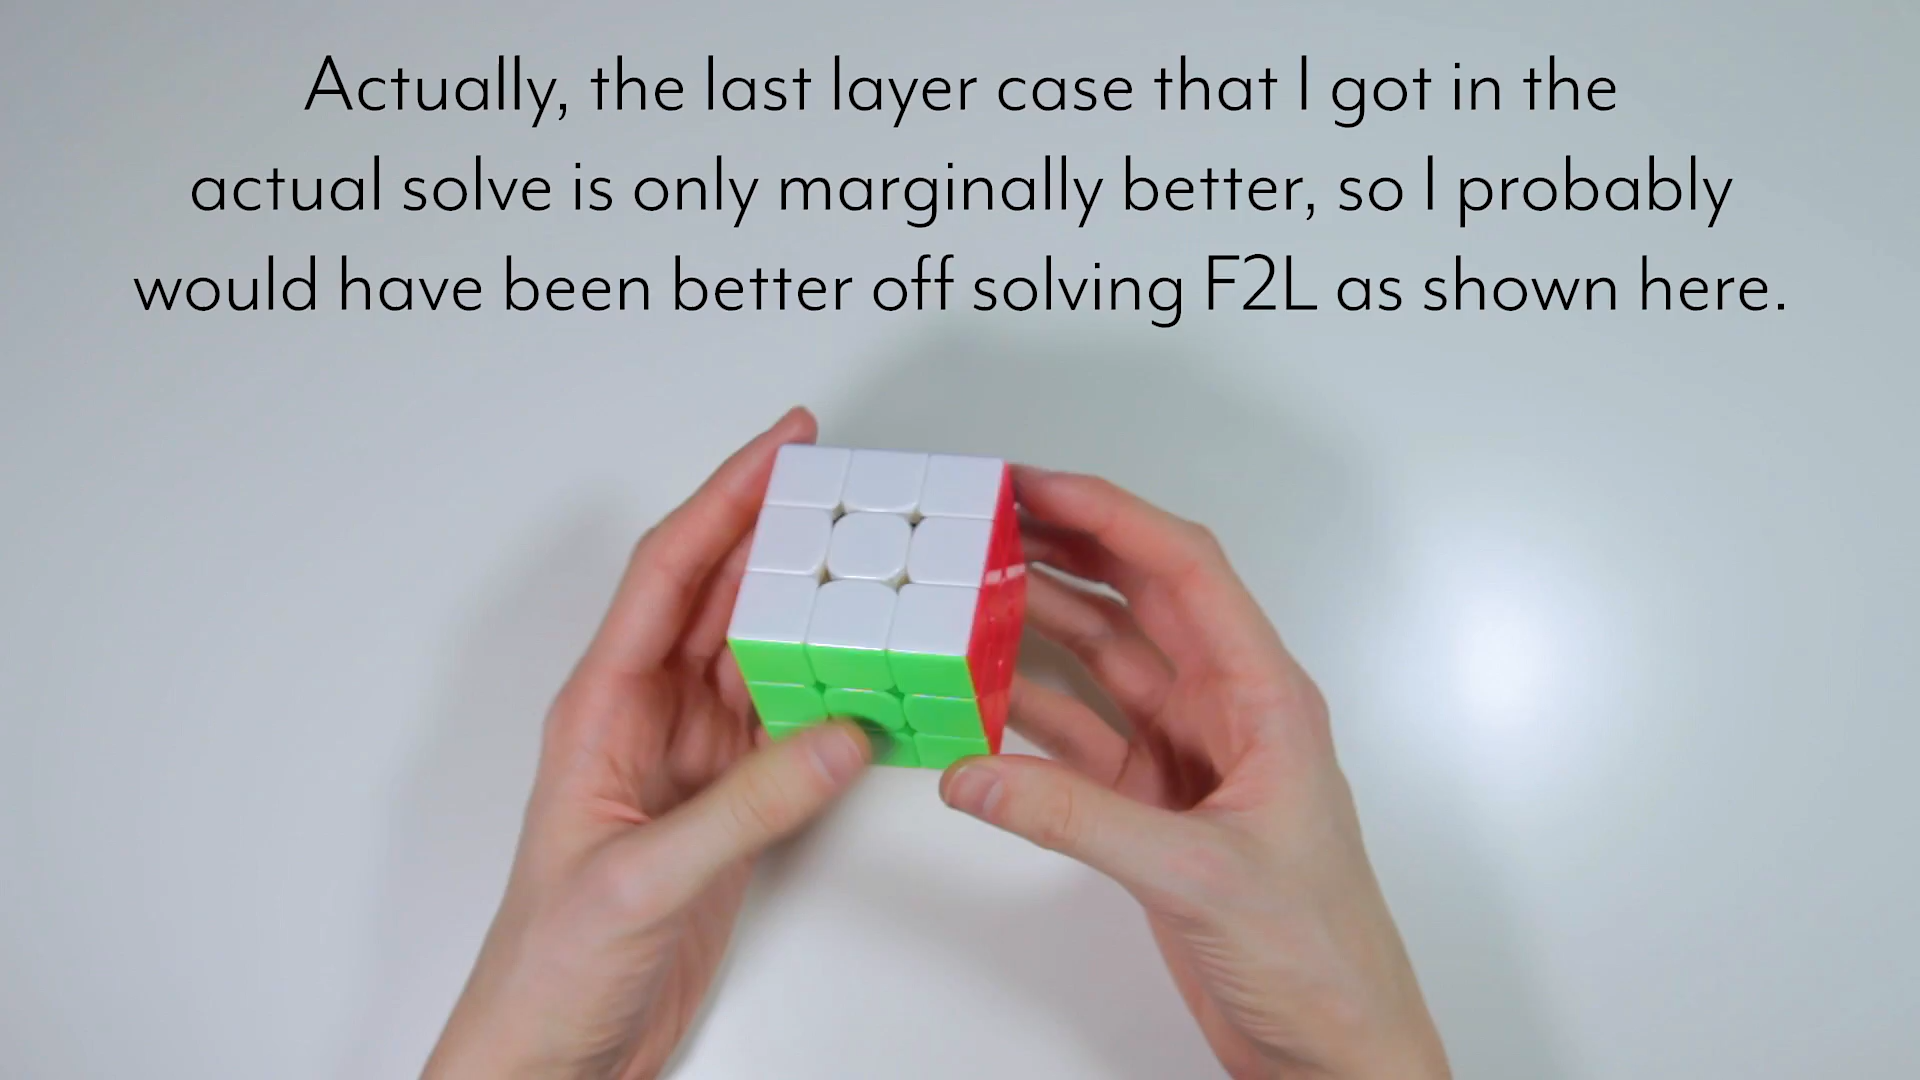 Actually, the last layer case that I got in the
actual solve is only marginally better, so I probably
would have been better off solving F2L as shown here.